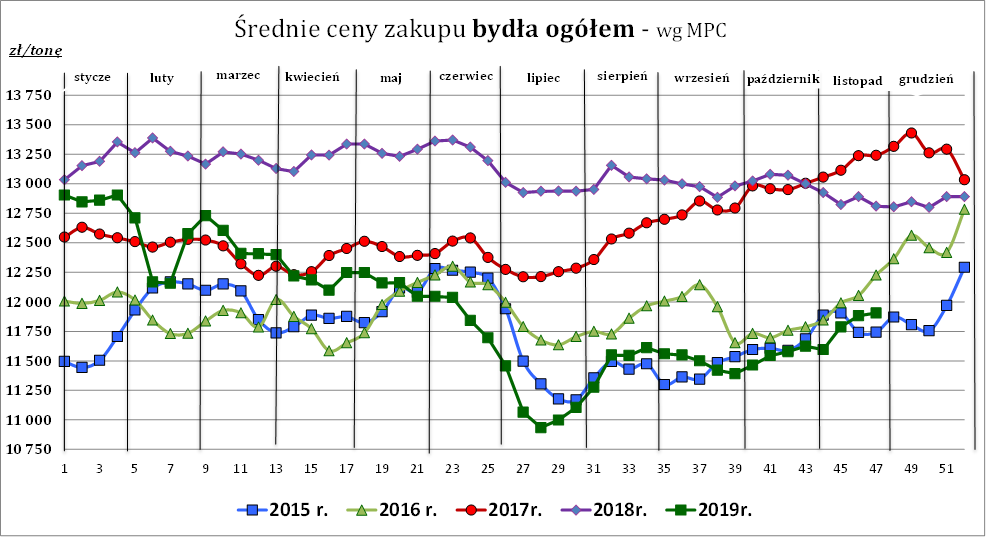 Średnie ceny zakupu bydła ogółem - wg MPC
zł/tonę
stycze luty marzec kwiecień maj czerwiec lipiec sierpień wrzesień październik listopad grudzień
13 750
13 500
13 250
13 000
12 750
12 500
12 250
12 000
11 750
11 500
11 250
11 000
10 750
1 3 5 7 9 11 13 15 17 19 21 23 25 27 29 31 33 35 37 39 41 43 45 47 49 51
2015 r. 2016 r. 2017r. 2018r. 2019r.